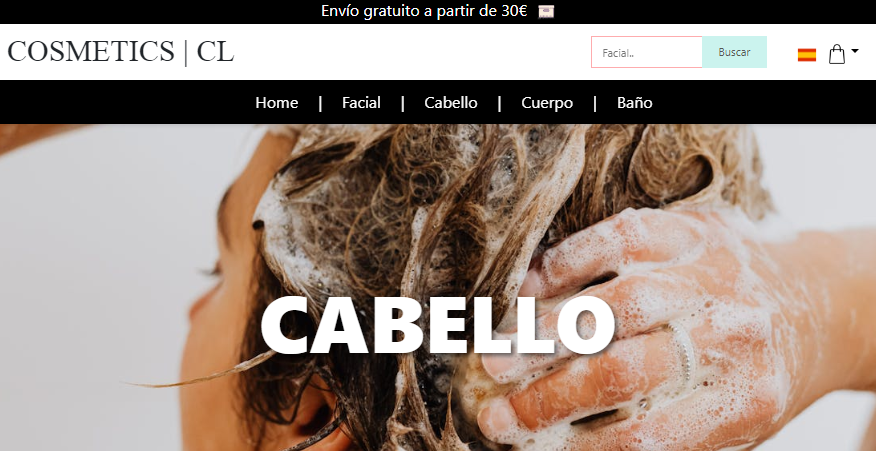 Envío gratuito a partir de 30€
COSMETICS | CL
Facial..
Buscar
Home | Facial | Cabello | Cuerpo | Baño
CABELLO